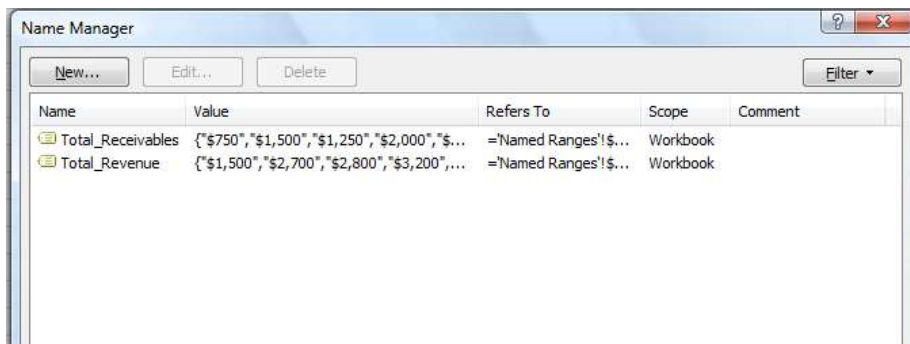 Name Manager
New... Edit... Delete Filter
Name Value Refers To Scope Comment
Total_Receivables {"$750","$1,500","$1,250","$2,000","$... ='Named Ranges'!$... Workbook
Total_Revenue {"$1,500","$2,700","$2,800","$3,200",... ='Named Ranges'!$... Workbook